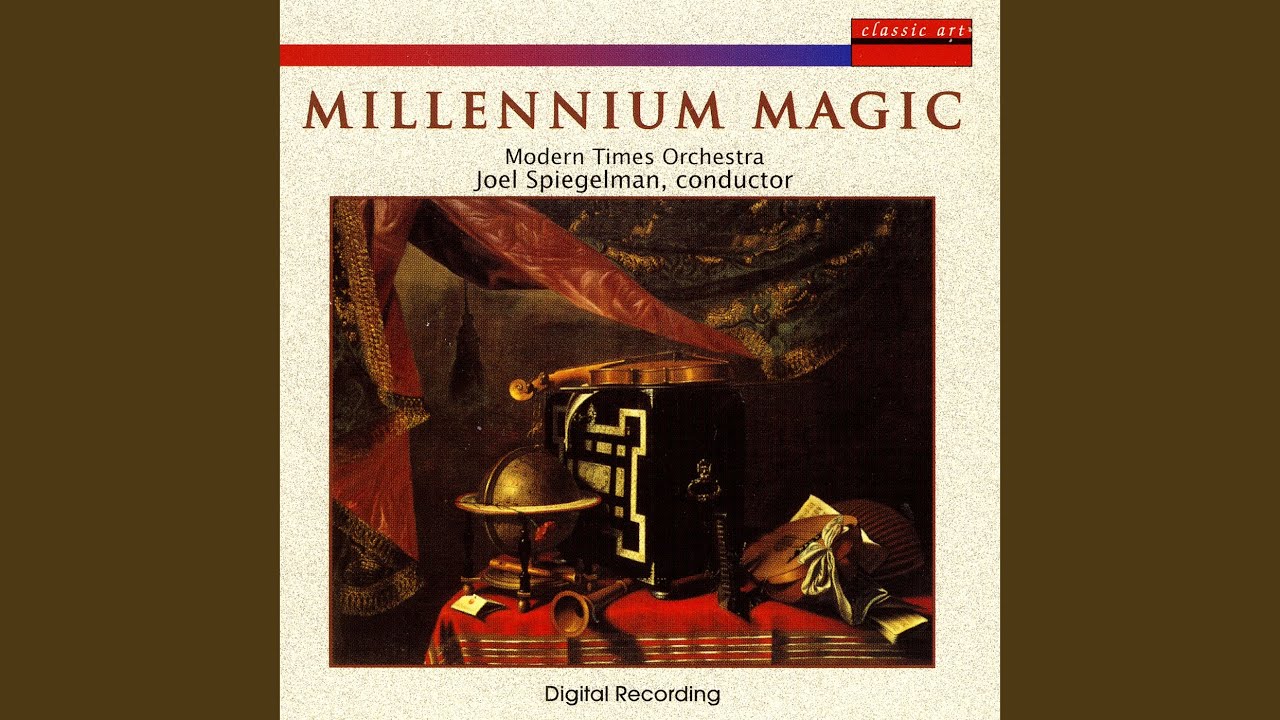 classic art
MILLENNIUM MAGIC
Modern Times Orchestra
Joel Spiegelman, conductor
Digital Recording